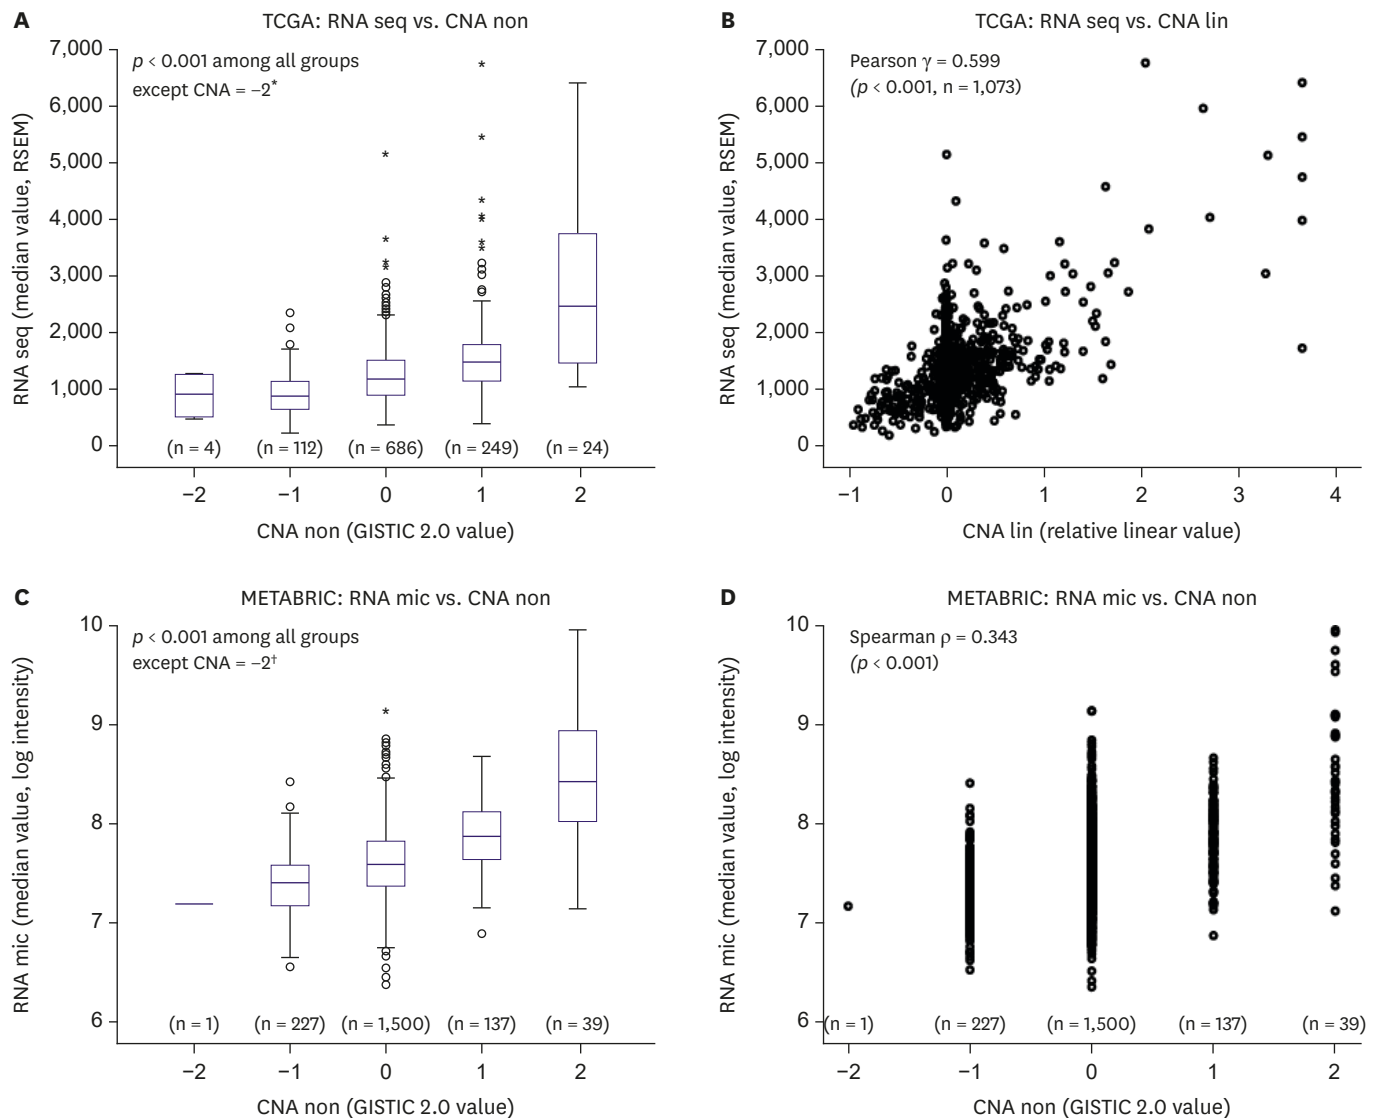 A
TCGA: RNA seq vs. CNA non
p < 0.001 among all groups
except CNA = −2*
RNA seq (median value, RSEM)
7,000
6,000
5,000
4,000
3,000
2,000
1,000
0
(n = 4) (n = 112) (n = 686) (n = 249) (n = 24)
−2 −1 0 1 2
CNA non (GISTIC 2.0 value)
B
TCGA: RNA seq vs. CNA lin
Pearson γ = 0.599
(p < 0.001, n = 1,073)
RNA seq (median value, RSEM)
7,000
6,000
5,000
4,000
3,000
2,000
1,000
0
−1 0 1 2 3 4
CNA lin (relative linear value)
C
METABRIC: RNA mic vs. CNA non
p < 0.001 among all groups
except CNA = −2†
RNA mic (median value, log intensity)
10
9
8
7
6
(n = 1) (n = 227) (n = 1,500) (n = 137) (n = 39)
−2 −1 0 1 2
CNA non (GISTIC 2.0 value)
D
METABRIC: RNA mic vs. CNA non
Spearman ρ = 0.343
(p < 0.001)
RNA mic (median value, log intensity)
10
9
8
7
6
(n = 1) (n = 227) (n = 1,500) (n = 137) (n = 39)
−2 −1 0 1 2
CNA non (GISTIC 2.0 value)